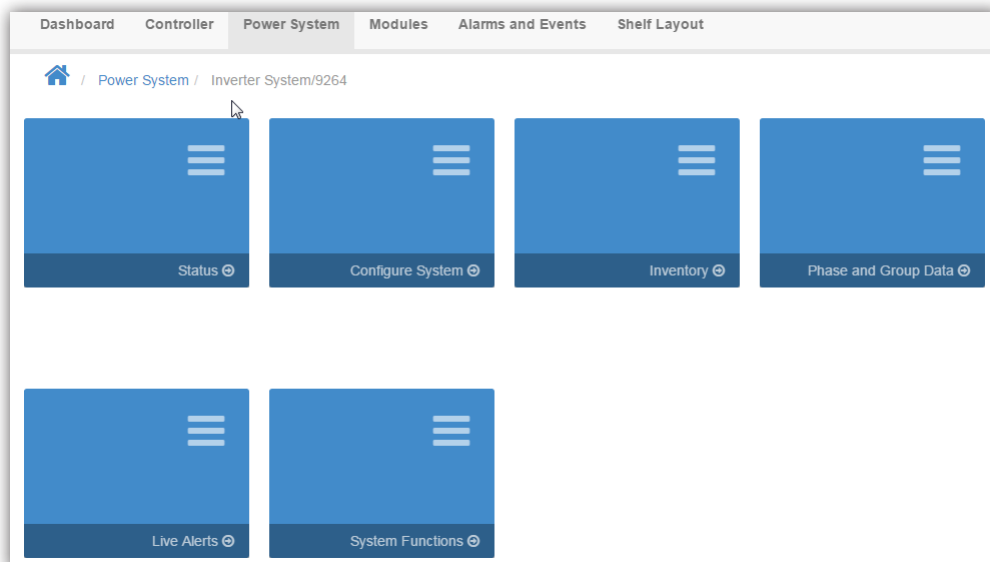 Dashboard Controller Power System Modules Alarms and Events Shelf Layout
/ Power System / Inverter System/9264
Status Configure System Inventory Phase and Group Data
Live Alerts System Functions